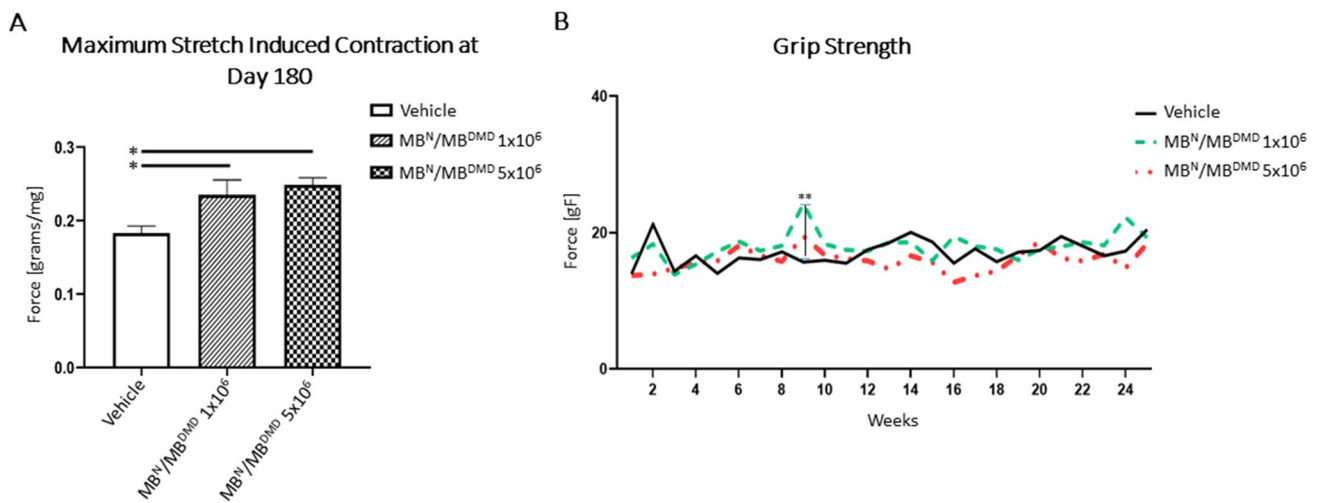 A
Maximum Stretch Induced Contraction at
Day 180
Vehicle
MBᴺ/MBᴰᴹᴰ 1x10⁶
MBᴺ/MBᴰᴹᴰ 5x10⁶
*
*
Force [grams/mg]
0.3
0.2
0.1
0.0
Vehicle
MBᴺ/MBᴰᴹᴰ 1x10⁶
MBᴺ/MBᴰᴹᴰ 5x10⁶
B
Grip Strength
Vehicle
MBᴺ/MBᴰᴹᴰ 1x10⁶
MBᴺ/MBᴰᴹᴰ 5x10⁶
**
Force [gF]
40
20
0
2 4 6 8 10 12 14 16 18 20 22 24
Weeks